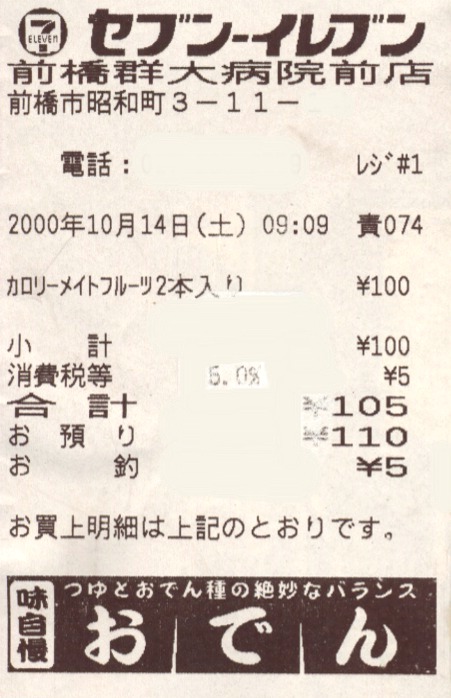 7
ELEVEN
セブン-イレブン
前橋群大病院前店
前橋市昭和町3−11−
電話: レジ#1
2000年10月14日(土) 09:09 責074
カロリーメイトフルーツ2本入り ¥100
小計 ¥100
消費税等 5.0% ¥5
合計 ¥105
お預り ¥110
お釣 ¥5
お買上明細は上記のとおりです。
味自慢
つゆとおでん種の絶妙なバランス
おでん